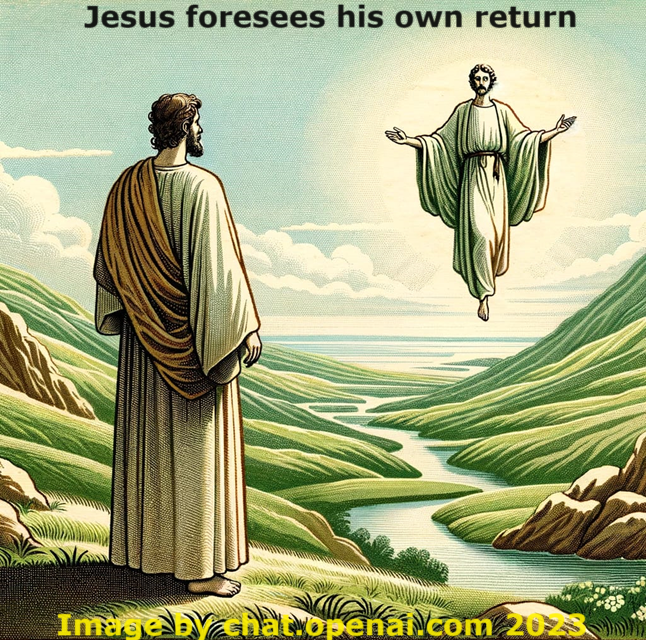 Jesus foresees his own return
Image by chat.openai.com 2023